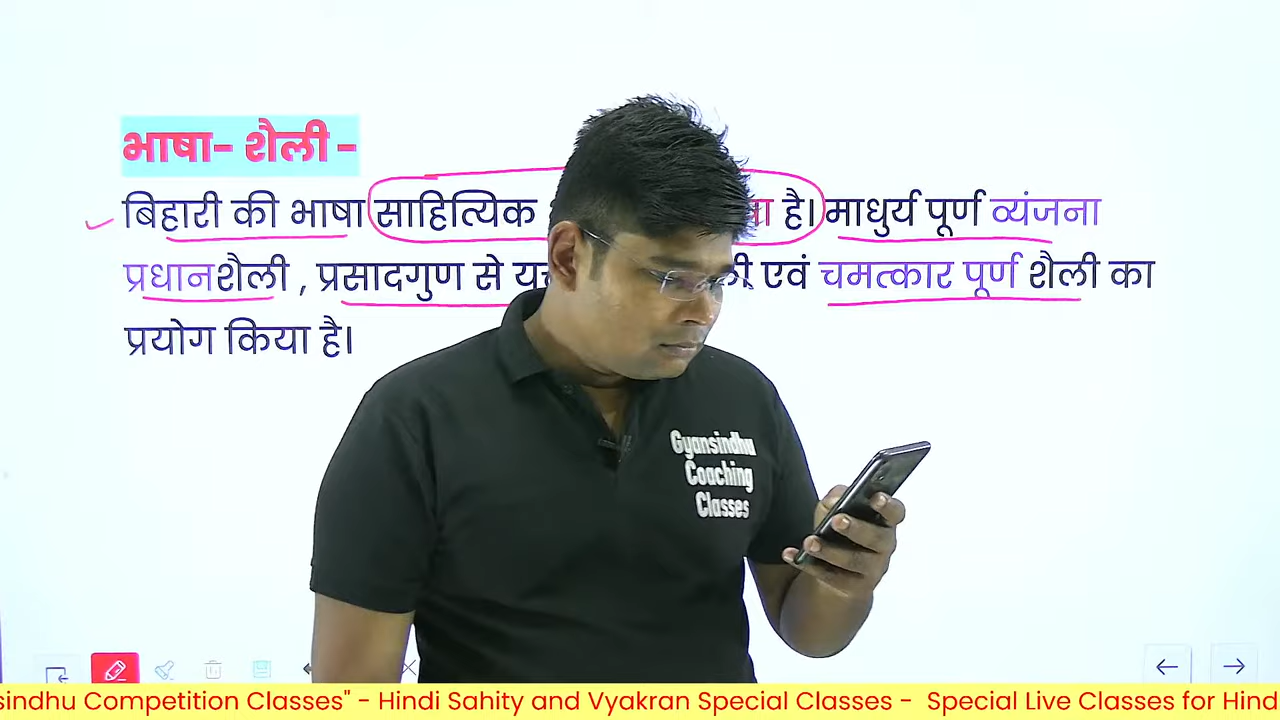 भाषा- शैली -
बिहारी की भाषा साहित्यिक है। माधुर्य पूर्ण व्यंजना
प्रधानशैली , प्रसादगुण से एवं चमत्कार पूर्ण शैली का
प्रयोग किया है।
Gyansindhu
Coaching
Classes
sindhu Competition Classes" - Hindi Sahity and Vyakran Special Classes - Special Live Classes for Hind